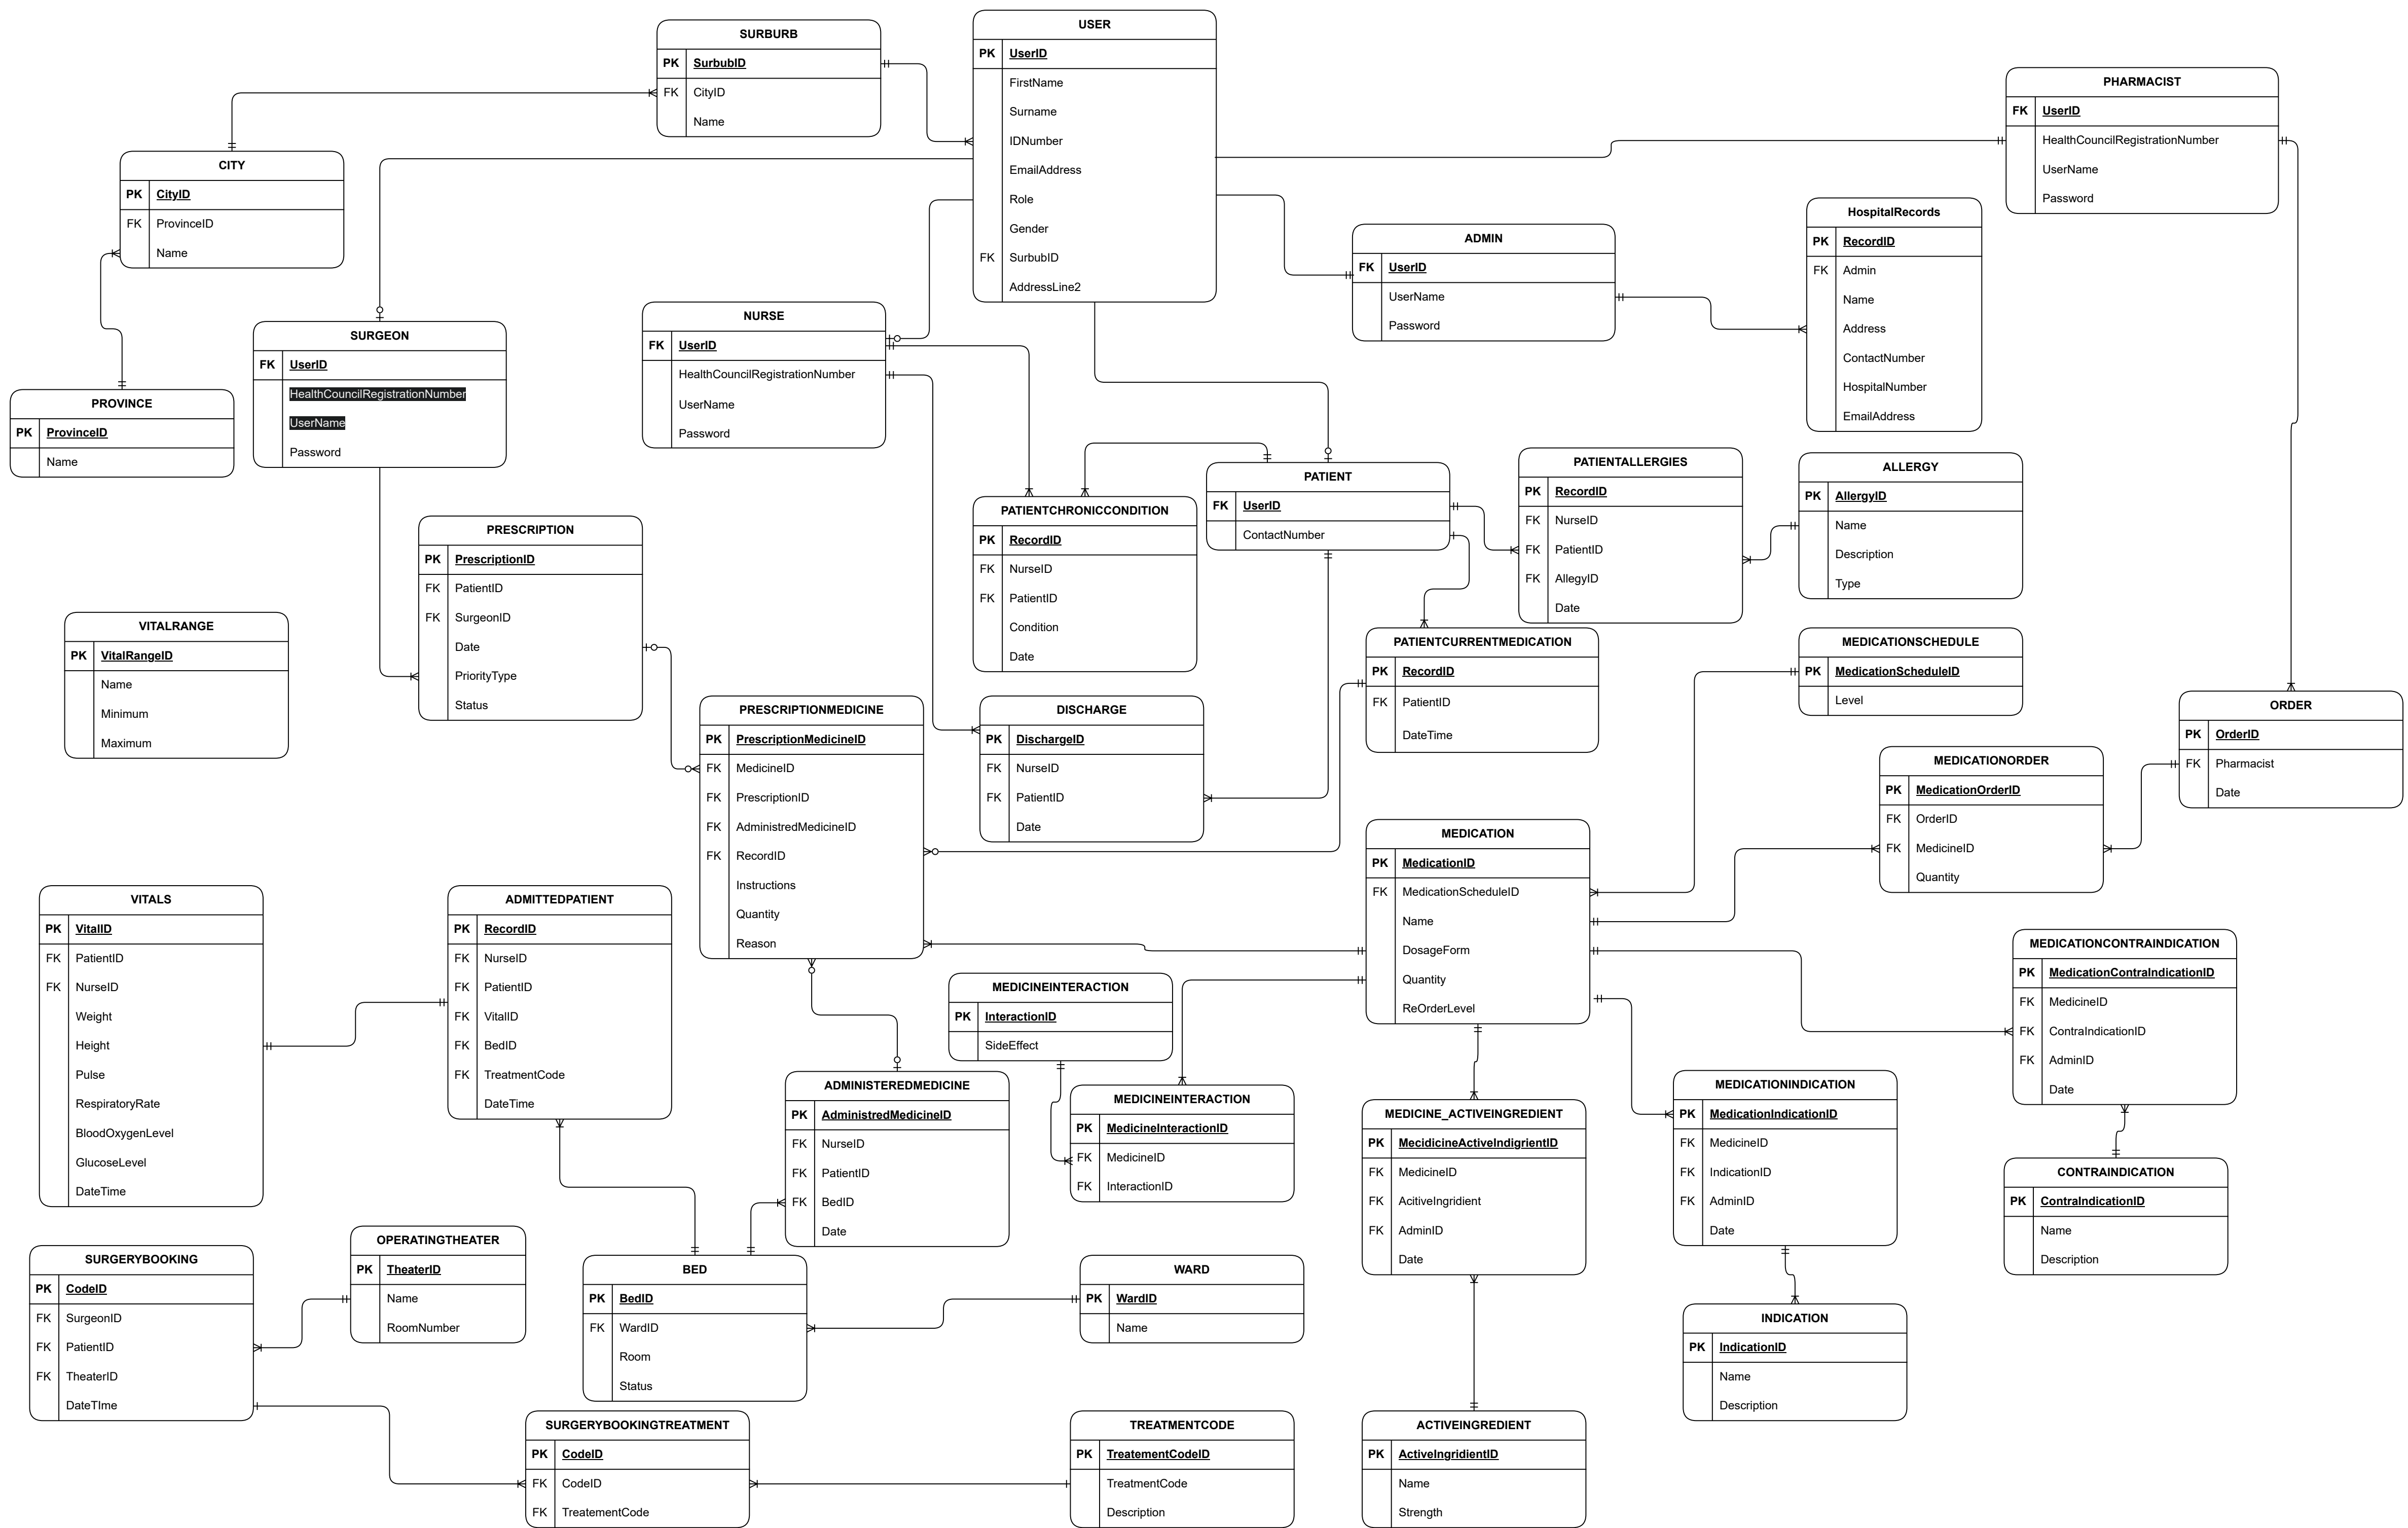 SURBURB
PK SurbubID
FK CityID
Name
USER
PK UserID
FirstName
Surname
IDNumber
EmailAddress
Role
Gender
FK SurbubID
AddressLine2
PHARMACIST
FK UserID
HealthCouncilRegistrationNumber
UserName
Password
CITY
PK CityID
FK ProvinceID
Name
HospitalRecords
PK RecordID
FK Admin
Name
Address
ContactNumber
HospitalNumber
EmailAddress
ADMIN
FK UserID
UserName
Password
NURSE
FK UserID
HealthCouncilRegistrationNumber
UserName
Password
SURGEON
FK UserID
HealthCouncilRegistrationNumber
UserName
Password
PROVINCE
PK ProvinceID
Name
PATIENT
FK UserID
ContactNumber
PATIENTALLERGIES
PK RecordID
FK NurseID
FK PatientID
FK AllegyID
Date
ALLERGY
PK AllergyID
Name
Description
Type
PATIENTCHRONICCONDITION
PK RecordID
FK NurseID
FK PatientID
Condition
Date
PRESCRIPTION
PK PrescriptionID
FK PatientID
FK SurgeonID
Date
PriorityType
Status
VITALRANGE
PK VitalRangeID
Name
Minimum
Maximum
PATIENTCURRENTMEDICATION
PK RecordID
FK PatientID
DateTime
MEDICATIONSCHEDULE
PK MedicationScheduleID
Level
ORDER
PK OrderID
FK Pharmacist
Date
PRESCRIPTIONMEDICINE
PK PrescriptionMedicineID
FK MedicineID
FK PrescriptionID
FK AdministredMedicineID
FK RecordID
Instructions
Quantity
Reason
DISCHARGE
PK DischargeID
FK NurseID
FK PatientID
Date
MEDICATIONORDER
PK MedicationOrderID
FK OrderID
FK MedicineID
Quantity
MEDICATION
PK MedicationID
FK MedicationScheduleID
Name
DosageForm
Quantity
ReOrderLevel
VITALS
PK VitalID
FK PatientID
FK NurseID
Weight
Height
Pulse
RespiratoryRate
BloodOxygenLevel
GlucoseLevel
DateTime
ADMITTEDPATIENT
PK RecordID
FK NurseID
FK PatientID
FK VitalID
FK BedID
FK TreatmentCode
DateTime
MEDICATIONCONTRAINDICATION
PK MedicationContraIndicationID
FK MedicineID
FK ContraIndicationID
FK AdminID
Date
MEDICINEINTERACTION
PK InteractionID
SideEffect
ADMINISTEREDMEDICINE
PK AdministredMedicineID
FK NurseID
FK PatientID
FK BedID
Date
MEDICINEINTERACTION
PK MedicineInteractionID
FK MedicineID
FK InteractionID
MEDICINE_ACTIVEINGREDIENT
PK MecidicineActiveIndigrientID
FK MedicineID
FK AcitiveIngridient
FK AdminID
Date
MEDICATIONINDICATION
PK MedicationIndicationID
FK MedicineID
FK IndicationID
FK AdminID
Date
CONTRAINDICATION
PK ContraIndicationID
Name
Description
OPERATINGTHEATER
PK TheaterID
Name
RoomNumber
SURGERYBOOKING
PK CodeID
FK SurgeonID
FK PatientID
FK TheaterID
DateTIme
BED
PK BedID
FK WardID
Room
Status
WARD
PK WardID
Name
INDICATION
PK IndicationID
Name
Description
SURGERYBOOKINGTREATMENT
PK CodeID
FK CodeID
FK TreatementCode
TREATMENTCODE
PK TreatementCodeID
TreatmentCode
Description
ACTIVEINGREDIENT
PK ActiveIngridientID
Name
Strength